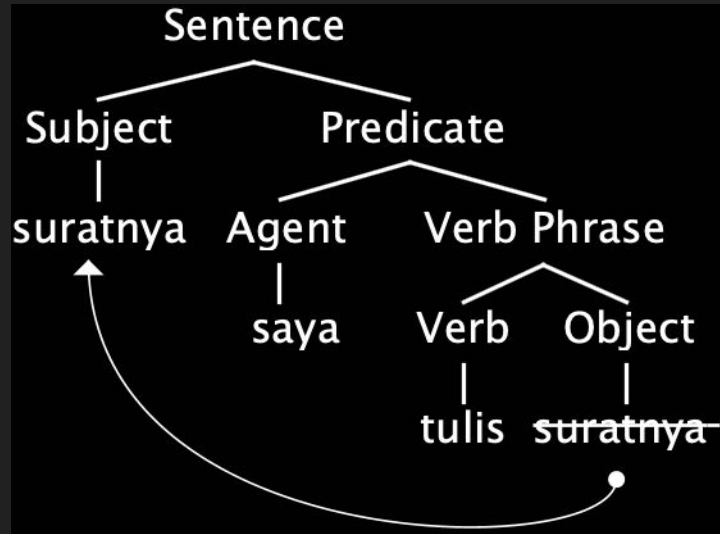 Sentence
Subject Predicate
suratnya Agent Verb Phrase
saya Verb Object
tulis suratnya